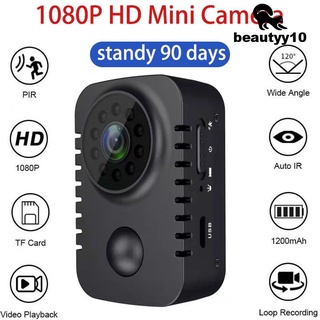 1080P HD Mini Camera
beautyy10
standy 90 days
120°
PIR
Wide Angle
HD
1080P
Auto IR
TF Card
USB
1200mAh
Video Playback
Loop Recording